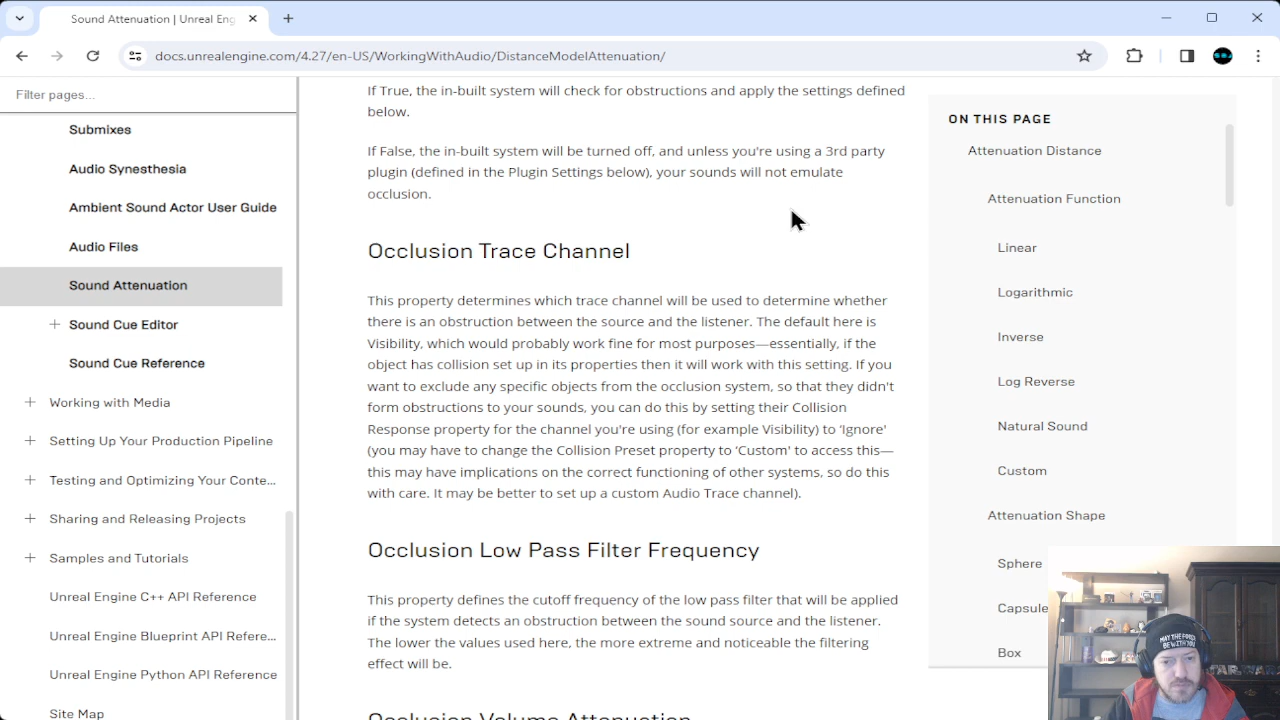 Sound Attenuation | Unreal Eng
docs.unrealengine.com/4.27/en-US/WorkingWithAudio/DistanceModelAttenuation/
Filter pages...
Submixes
Audio Synesthesia
Ambient Sound Actor User Guide
Audio Files
Sound Attenuation
Sound Cue Editor
Sound Cue Reference
Working with Media
Setting Up Your Production Pipeline
Testing and Optimizing Your Conte...
Sharing and Releasing Projects
Samples and Tutorials
Unreal Engine C++ API Reference
Unreal Engine Blueprint API Refere...
Unreal Engine Python API Reference
Site Map
If True, the in-built system will check for obstructions and apply the settings defined
below.
If False, the in-built system will be turned off, and unless you're using a 3rd party
plugin (defined in the Plugin Settings below), your sounds will not emulate
occlusion.
Occlusion Trace Channel
This property determines which trace channel will be used to determine whether
there is an obstruction between the source and the listener. The default here is
Visibility, which would probably work fine for most purposes—essentially, if the
object has collision set up in its properties then it will work with this setting. If you
want to exclude any specific objects from the occlusion system, so that they didn't
form obstructions to your sounds, you can do this by setting their Collision
Response property for the channel you're using (for example Visibility) to ‘Ignore'
(you may have to change the Collision Preset property to ‘Custom' to access this—
this may have implications on the correct functioning of other systems, so do this
with care. It may be better to set up a custom Audio Trace channel).
Occlusion Low Pass Filter Frequency
This property defines the cutoff frequency of the low pass filter that will be applied
if the system detects an obstruction between the sound source and the listener.
The lower the values used here, the more extreme and noticeable the filtering
effect will be.
Occlusion Volume Attenuation
ON THIS PAGE
Attenuation Distance
Attenuation Function
Linear
Logarithmic
Inverse
Log Reverse
Natural Sound
Custom
Attenuation Shape
Sphere
Capsule
Box
MAY THE FORCE
BE WITH YOU
STAR WARS